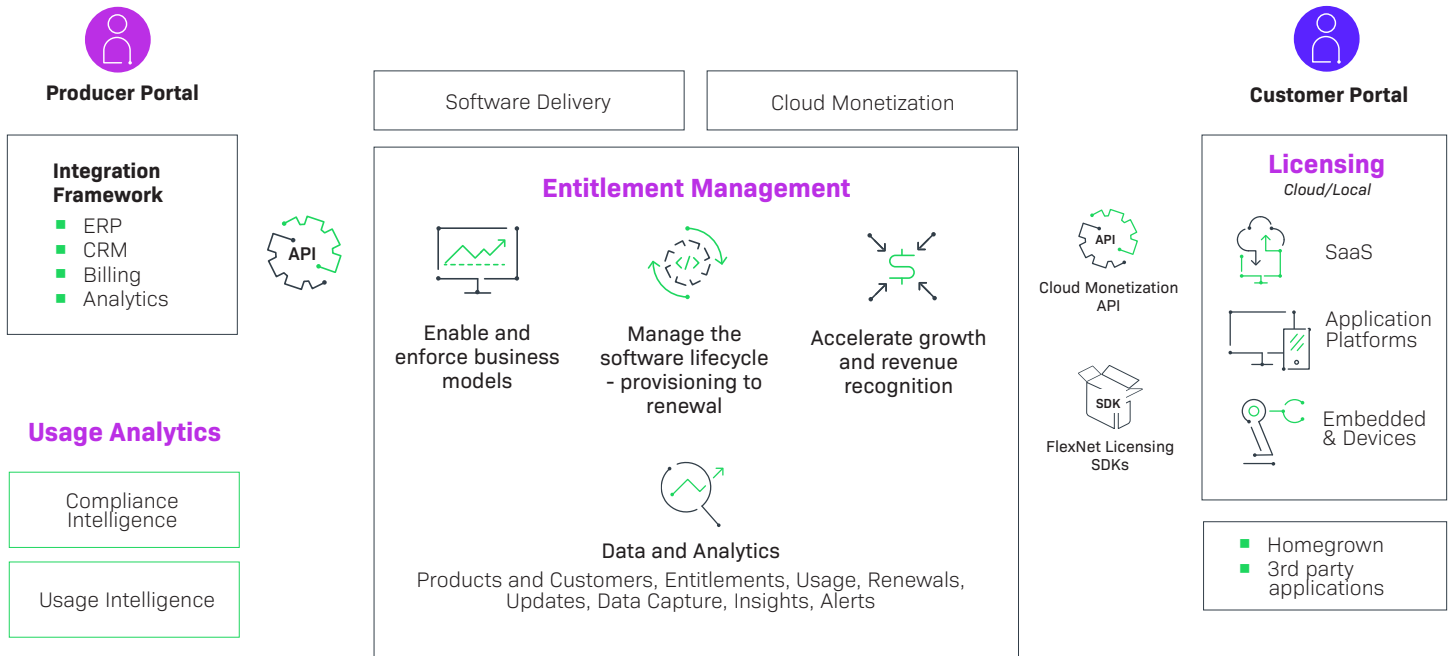 Producer Portal
Integration
Framework
ERP
CRM
Billing
Analytics
API
Usage Analytics
Compliance
Intelligence
Usage Intelligence
Software Delivery
Cloud Monetization
Entitlement Management
</>
Enable and
enforce business
models
Manage the
software lifecycle
- provisioning to
renewal
Accelerate growth
and revenue
recognition
Data and Analytics
Products and Customers, Entitlements, Usage, Renewals,
Updates, Data Capture, Insights, Alerts
API
Cloud Monetization
API
SDK
FlexNet Licensing
SDKs
Customer Portal
Licensing
Cloud/Local
SaaS
Application
Platforms
Embedded
& Devices
Homegrown
3rd party
applications